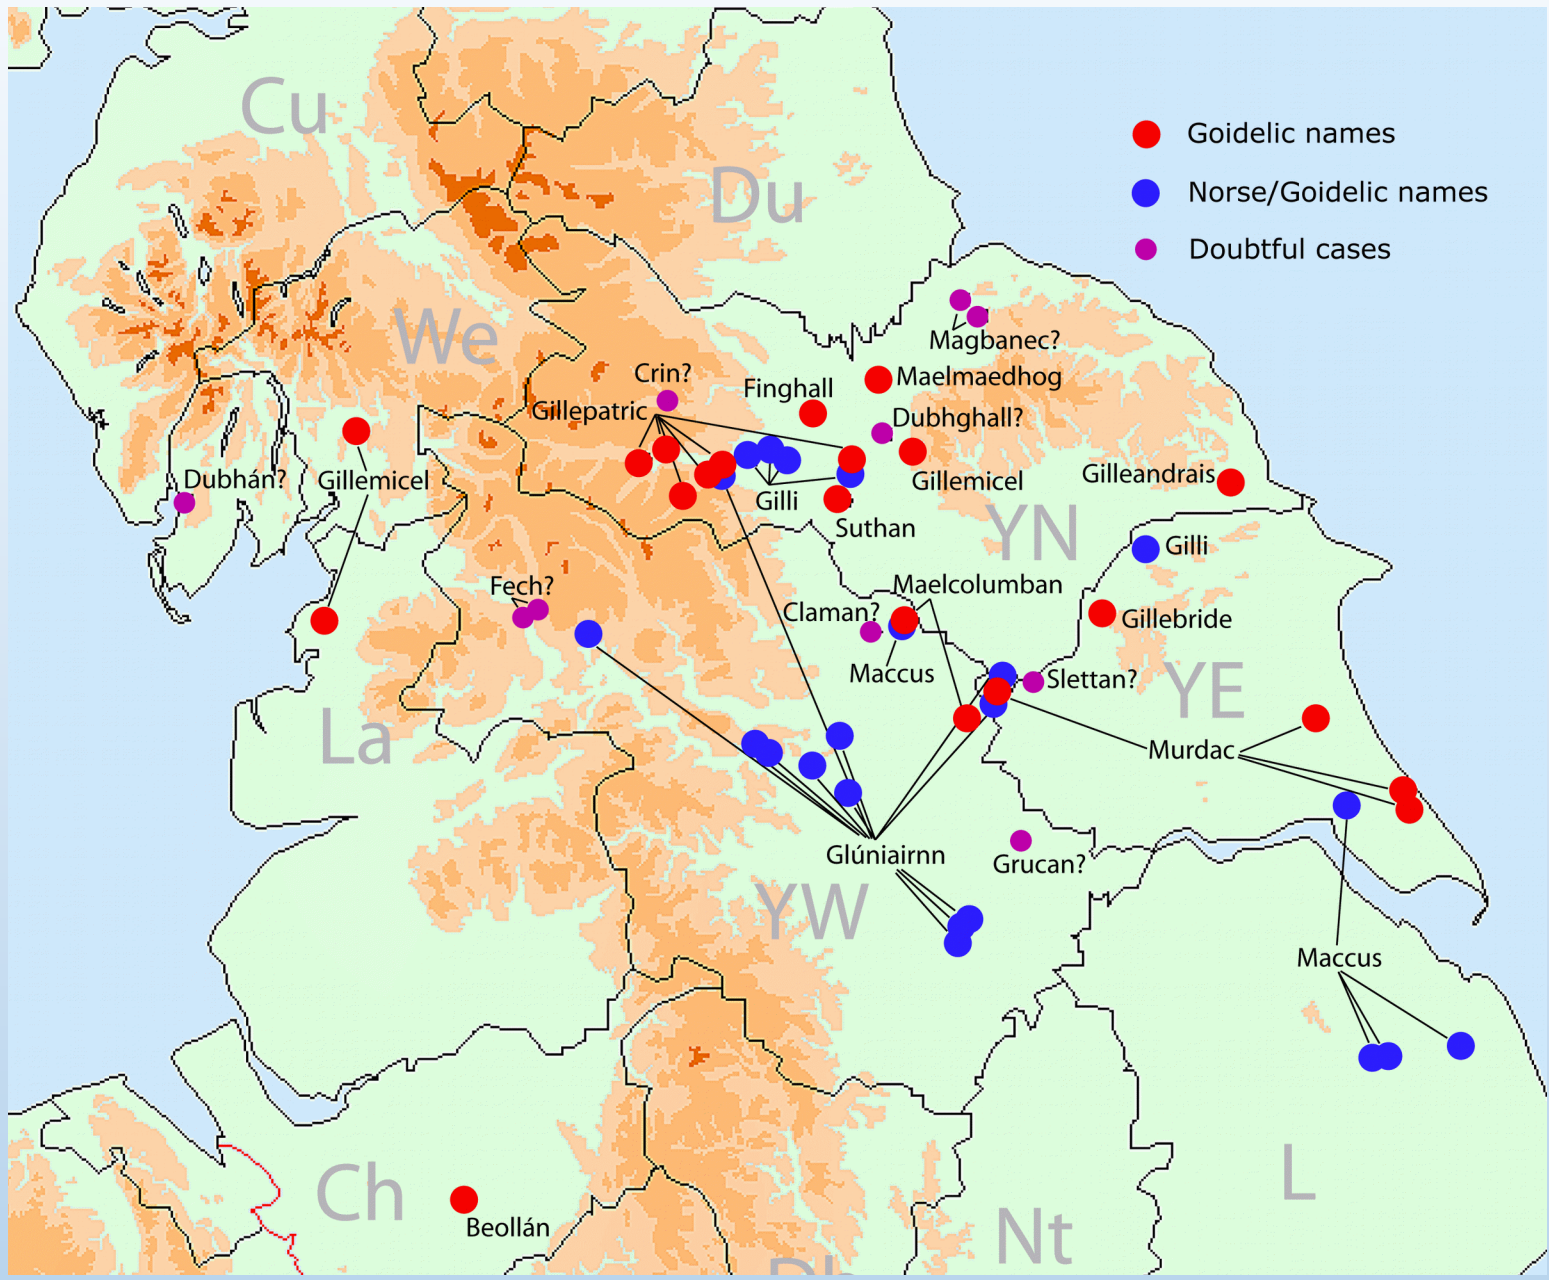 Cu
Goidelic names
Du
Norse/Goidelic names
Doubtful cases
We
Magbanec?
Crin?
Finghall
Maelmaedhog
Gillepatric
Dubhghall?
Dubhán?
Gillemicel
Gilli
Gillemicel
Gilleandrais
Suthan
YN
Gilli
Fech?
Maelcolumban
Claman?
Gillebride
Maccus
Slettan?
YE
La
Murdac
Glúniairnn
Grucan?
YW
Maccus
Ch
L
Beollán
Nt